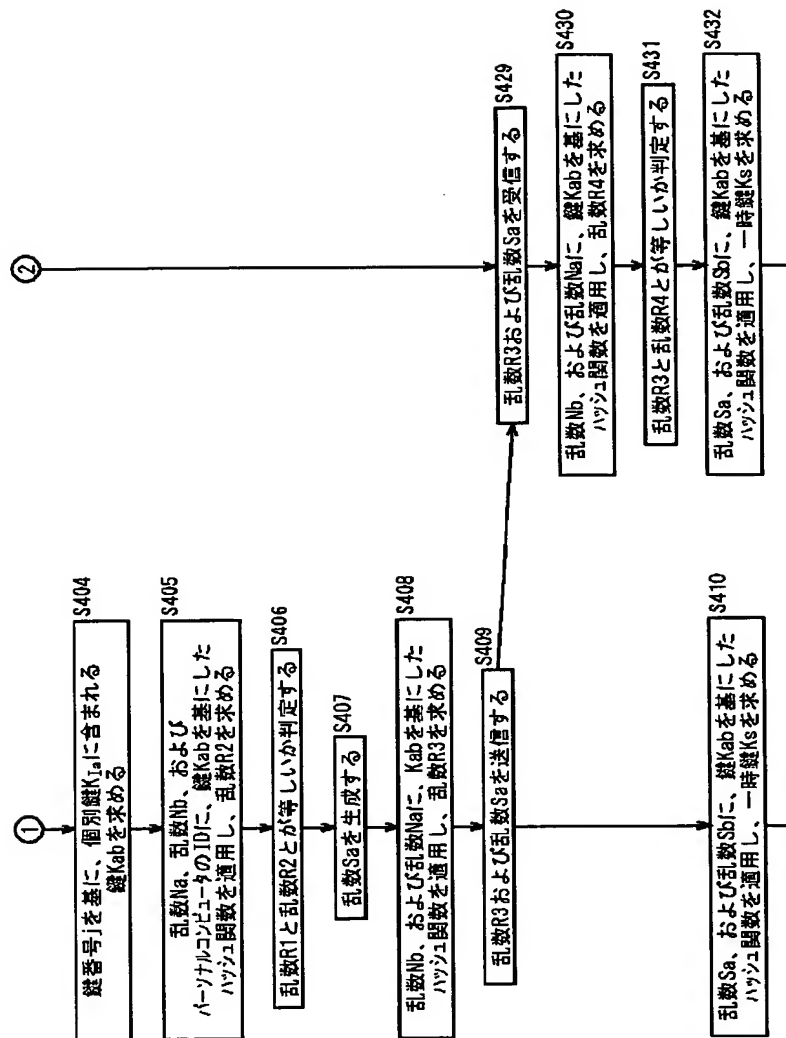 ①
S404
鍵番号jを基に、個別鍵K_Iaに含まれる
鍵Kabを求める
S405
乱数Na、乱数Nb、および
パーソナルコンピュータのIDに、鍵Kabを基にした
ハッシュ関数を適用し、乱数R2を求める
S406
乱数R1と乱数R2とが等しいか判定する
S407
乱数Saを生成する
S408
乱数Nb、および乱数Naに、Kabを基にした
ハッシュ関数を適用し、乱数R3を求める
S409
乱数R3および乱数Saを送信する
S410
乱数Sa、および乱数Sbに、鍵Kabを基にした
ハッシュ関数を適用し、一時鍵Ksを求める
②
S429
乱数R3および乱数Saを受信する
S430
乱数Nb、および乱数Naに、鍵Kabを基にした
ハッシュ関数を適用し、乱数R4を求める
S431
乱数R3と乱数R4とが等しいか判定する
S432
乱数Sa、および乱数Sbに、鍵Kabを基にした
ハッシュ関数を適用し、一時鍵Ksを求める